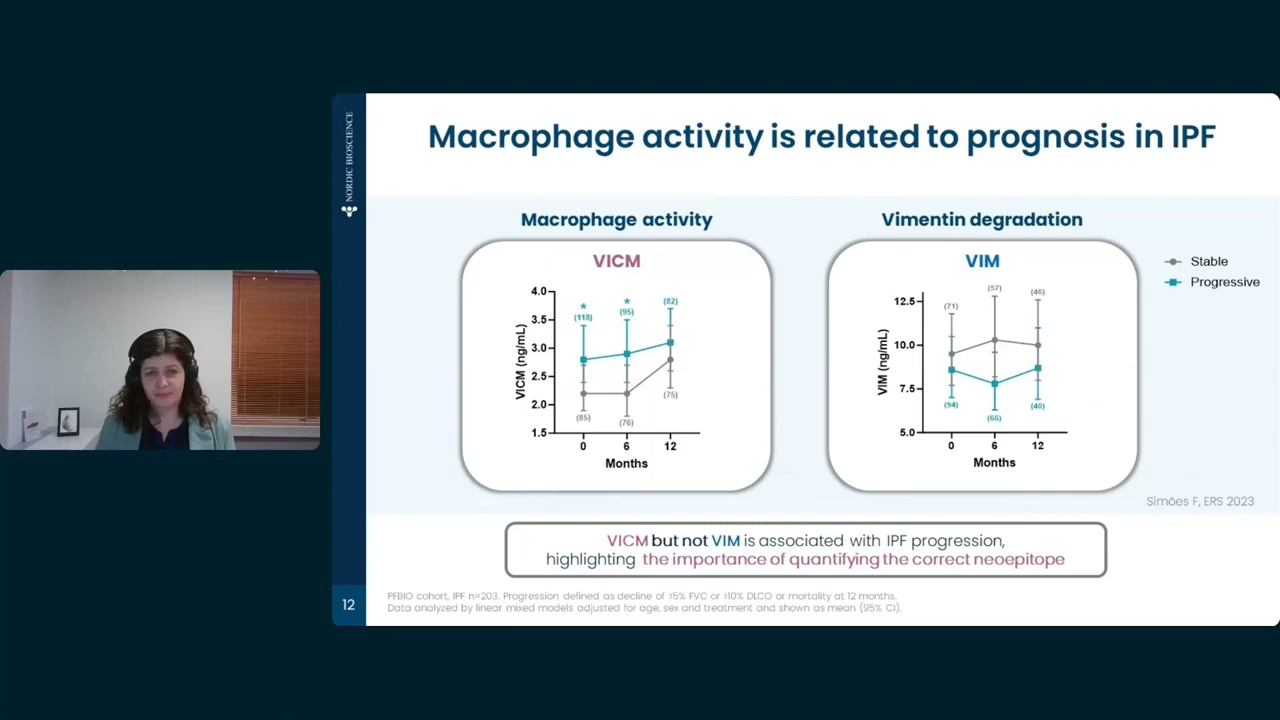 NORDIC BIOSCIENCE
Macrophage activity is related to prognosis in IPF
Macrophage activity
VICM
VICM (ng/mL)
4.0
3.5
3.0
2.5
2.0
1.5
*
(118)
*
(95)
(82)
(85)
(76)
(75)
0 6 12
Months
Vimentin degradation
VIM
VIM (ng/mL)
12.5
10.0
7.5
5.0
(71)
(57)
(46)
(94)
(66)
(40)
0 6 12
Months
Stable
Progressive
Simões F, ERS 2023
VICM but not VIM is associated with IPF progression,
highlighting the importance of quantifying the correct neoepitope
12
PFBIO cohort, IPF n=203. Progression defined as decline of ≥5% FVC or ≥10% DLCO or mortality at 12 months.
Data analyzed by linear mixed models adjusted for age, sex and treatment and shown as mean (95% CI).